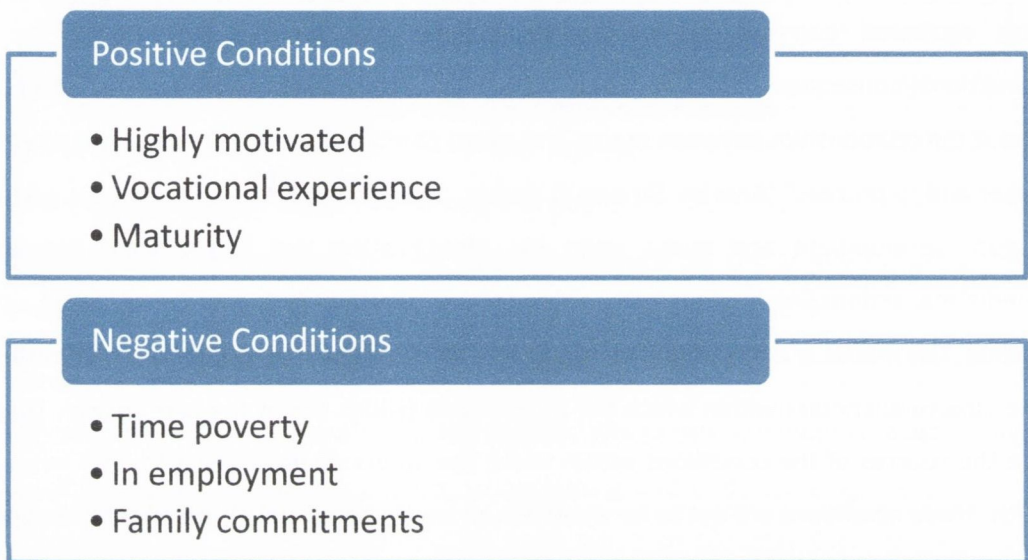 Positive Conditions
• Highly motivated
• Vocational experience
• Maturity
Negative Conditions
• Time poverty
• In employment
• Family commitments